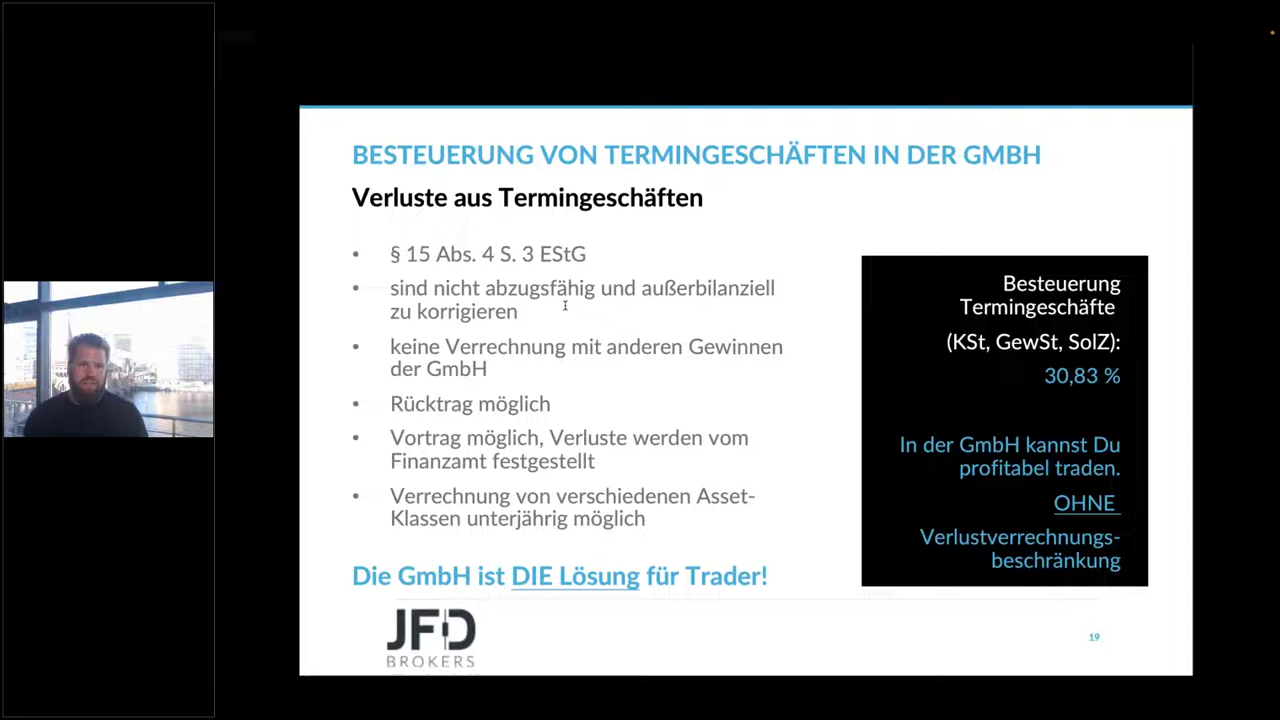 BESTEUERUNG VON TERMINGESCHÄFTEN IN DER GMBH
Verluste aus Termingeschäften
• § 15 Abs. 4 S. 3 EStG
• sind nicht abzugsfähig und außerbilanziell
zu korrigieren
• keine Verrechnung mit anderen Gewinnen
der GmbH
• Rücktrag möglich
• Vortrag möglich, Verluste werden vom
Finanzamt festgestellt
• Verrechnung von verschiedenen Asset-
Klassen unterjährig möglich
Die GmbH ist DIE Lösung für Trader!
Besteuerung
Termingeschäfte
(KSt, GewSt, SolZ):
30,83 %
In der GmbH kannst Du
profitabel traden.
OHNE
Verlustverrechnungs-
beschränkung
JFD
BROKERS
19